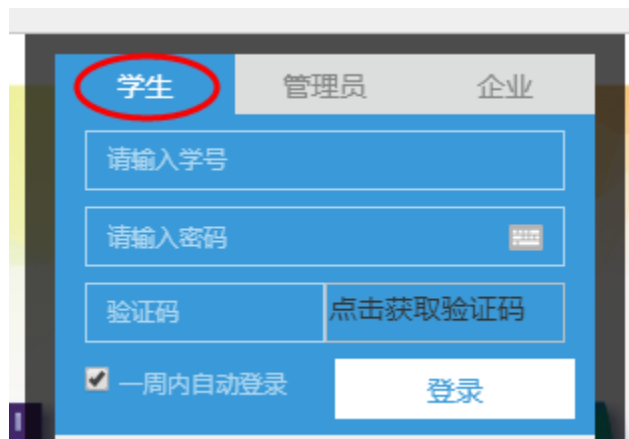 学生 管理员 企业
请输入学号
请输入密码
验证码 点击获取验证码
一周内自动登录 登录